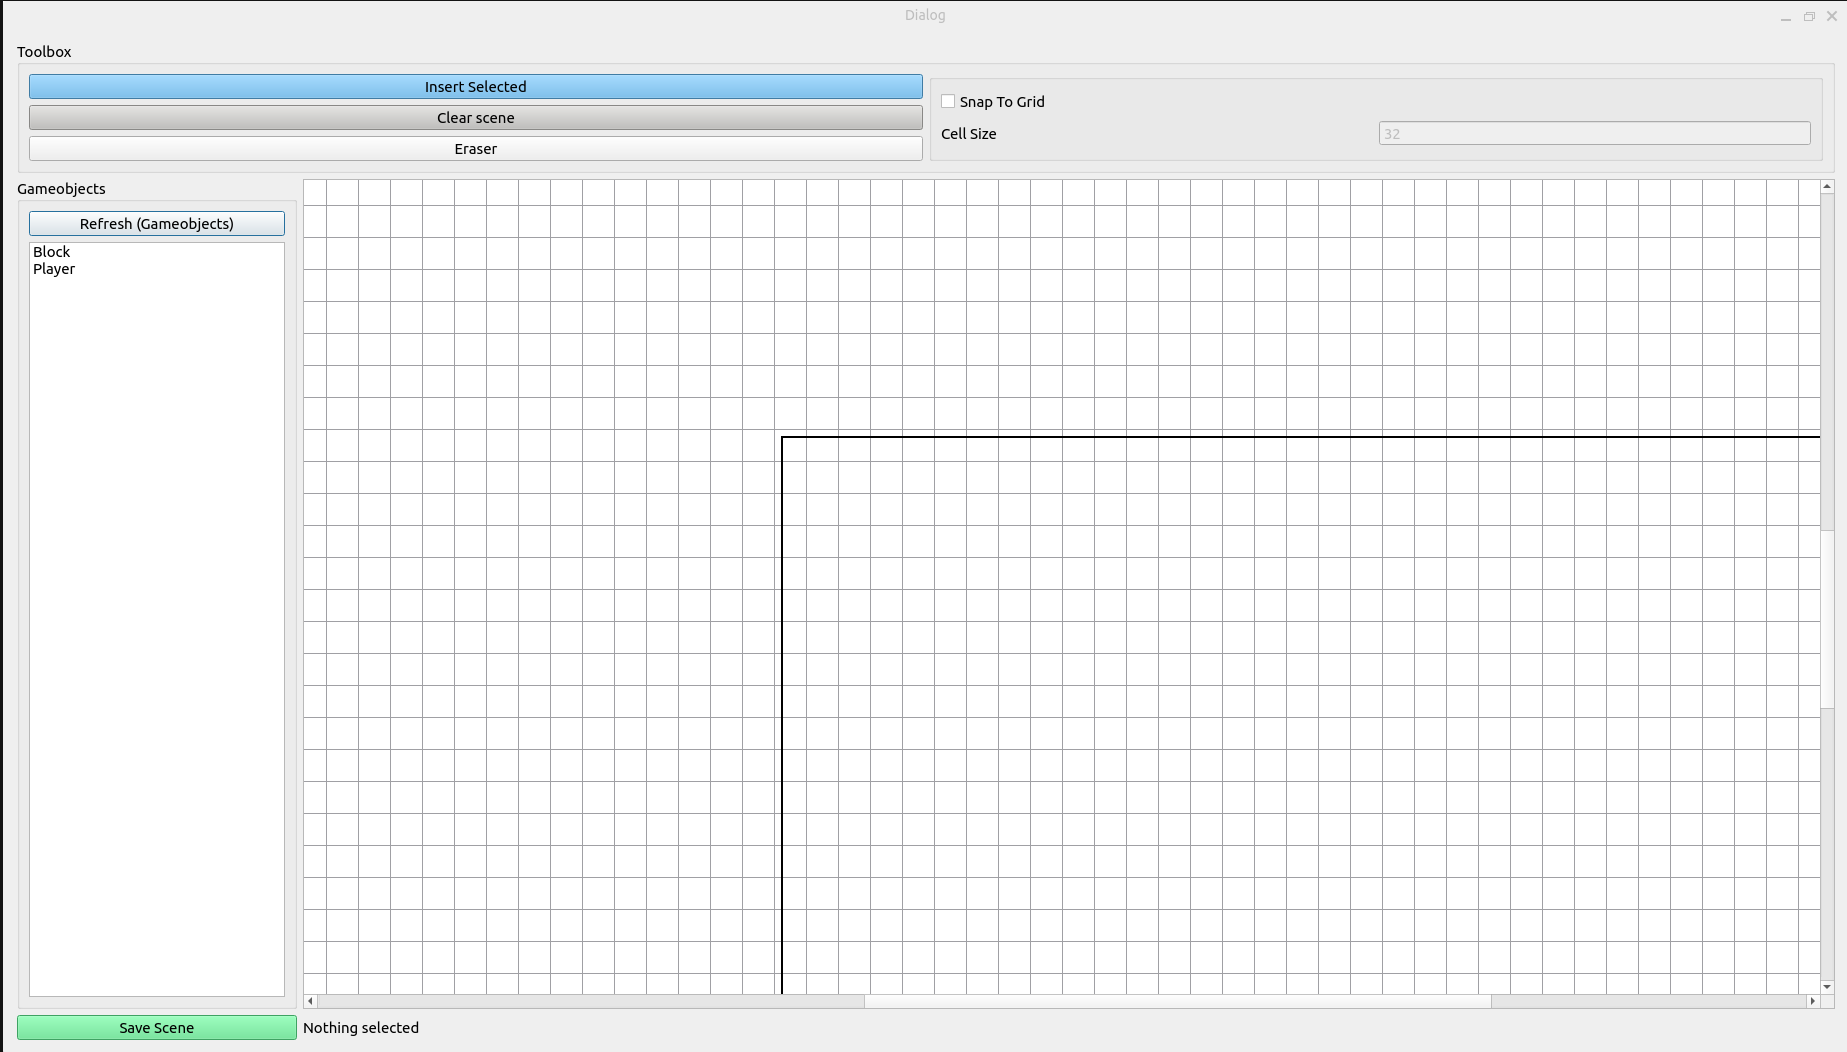 Dialog
Toolbox
Insert Selected
Clear scene
Eraser
Snap To Grid
Cell Size
32
Gameobjects
Refresh (Gameobjects)
Block
Player
Save Scene
Nothing selected